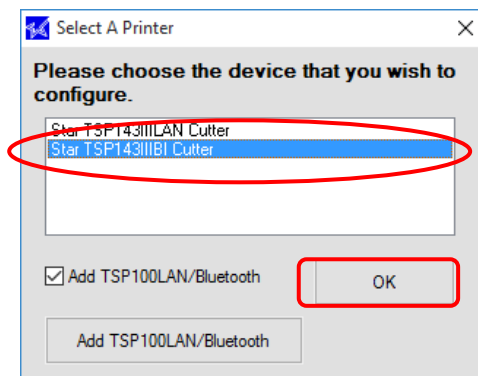 Select A Printer
Please choose the device that you wish to
configure.
Star TSP143IIILAN Cutter
Star TSP143IIIBI Cutter
Add TSP100LAN/Bluetooth
OK
Add TSP100LAN/Bluetooth